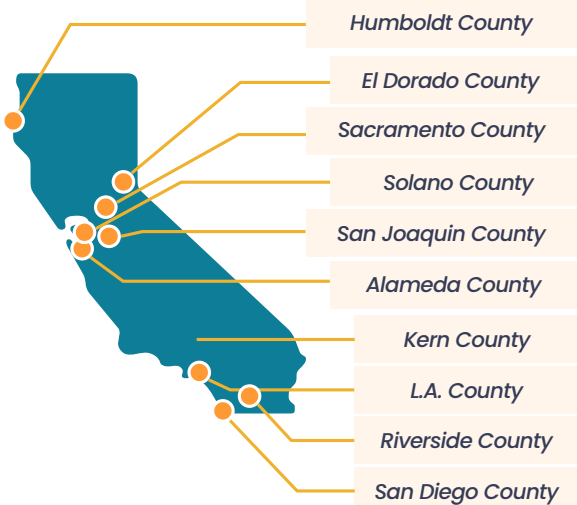 Humboldt County
El Dorado County
Sacramento County
Solano County
San Joaquin County
Alameda County
Kern County
L.A. County
Riverside County
San Diego County